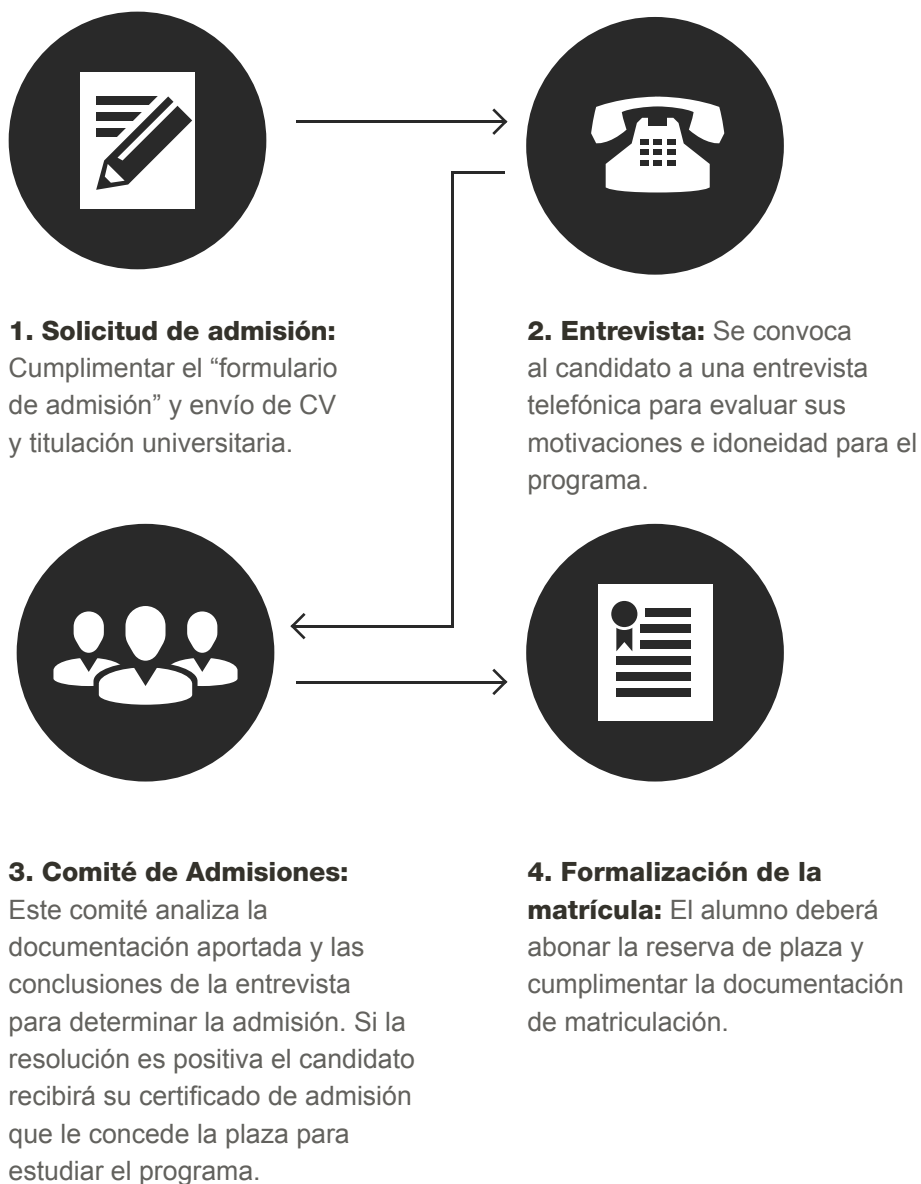 1. Solicitud de admisión:
Cumplimentar el “formulario
de admisión” y envío de CV
y titulación universitaria.
2. Entrevista: Se convoca
al candidato a una entrevista
telefónica para evaluar sus
motivaciones e idoneidad para el
programa.
3. Comité de Admisiones:
Este comité analiza la
documentación aportada y las
conclusiones de la entrevista
para determinar la admisión. Si la
resolución es positiva el candidato
recibirá su certificado de admisión
que le concede la plaza para
estudiar el programa.
4. Formalización de la
matrícula: El alumno deberá
abonar la reserva de plaza y
cumplimentar la documentación
de matriculación.